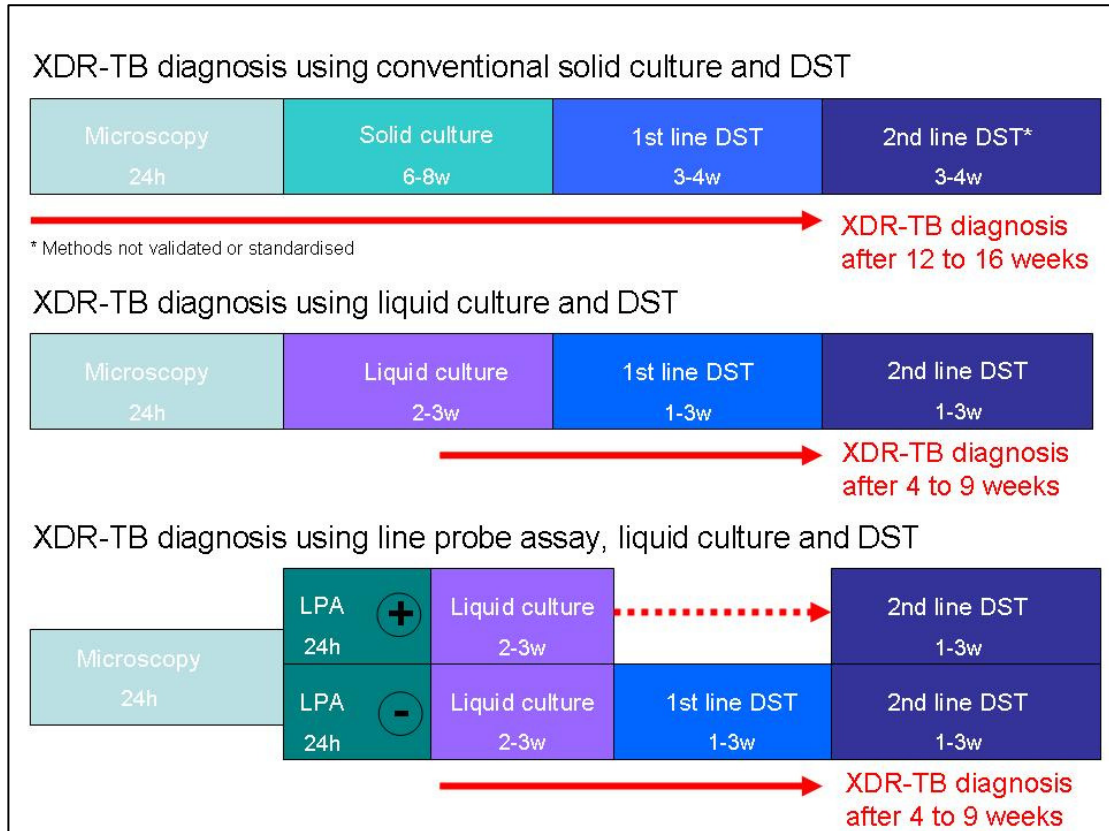 XDR-TB diagnosis using conventional solid culture and DST
Microscopy
24h
Solid culture
6-8w
1st line DST
3-4w
2nd line DST*
3-4w
XDR-TB diagnosis
after 12 to 16 weeks
* Methods not validated or standardised
XDR-TB diagnosis using liquid culture and DST
Microscopy
24h
Liquid culture
2-3w
1st line DST
1-3w
2nd line DST
1-3w
XDR-TB diagnosis
after 4 to 9 weeks
XDR-TB diagnosis using line probe assay, liquid culture and DST
Microscopy
24h
LPA
24h
+
Liquid culture
2-3w
2nd line DST
1-3w
LPA
24h
-
Liquid culture
2-3w
1st line DST
1-3w
2nd line DST
1-3w
XDR-TB diagnosis
after 4 to 9 weeks